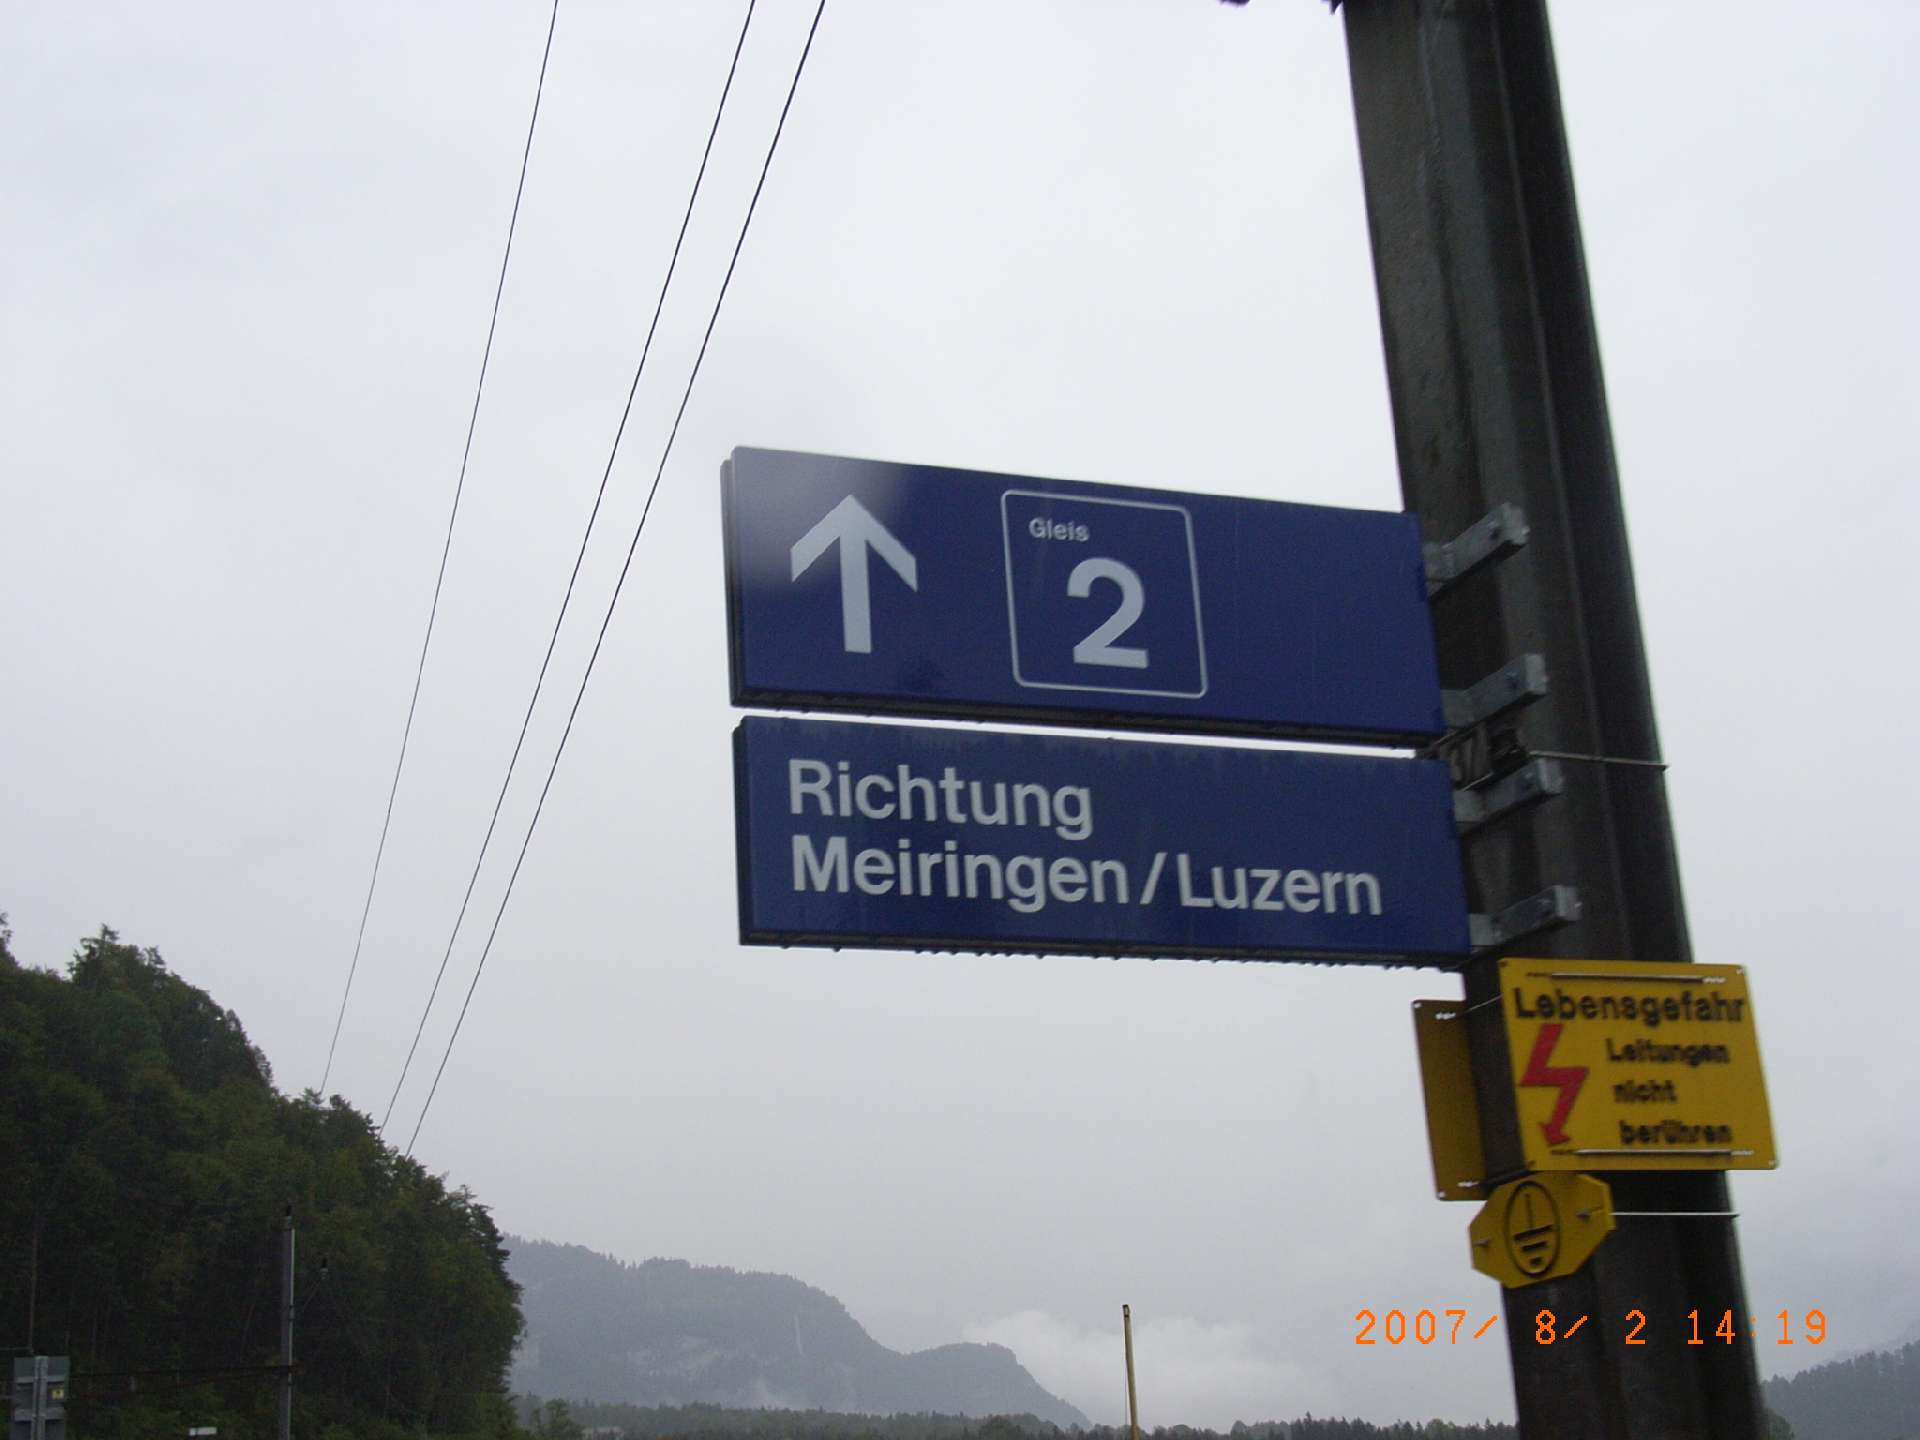 Gleis
2
Richtung
Meiringen/Luzern
Lebensgefahr
Leitungen
nicht
berühren
2007/ 8/ 2 14:19